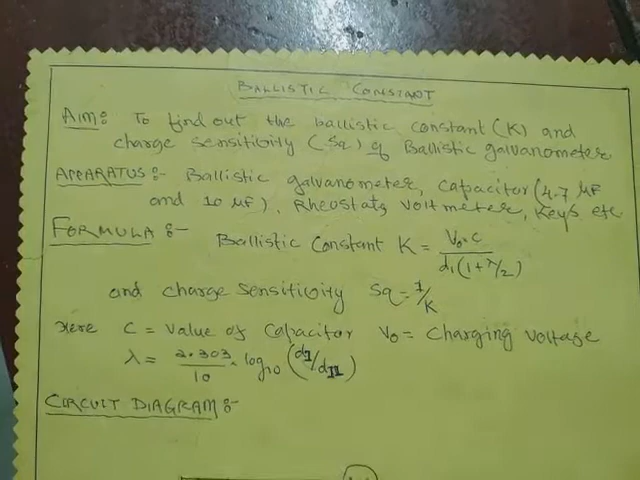 BALLISTIC CONSTANT
AIM: To find out the ballistic constant (K) and
charge sensitivity (Sq) of Ballistic galvanometer
APPARATUS :- Ballistic galvanometer, Capacitor (4.7 μF
and 10 μF), Rheostats, Voltmeter, Keys etc
FORMULA :- Ballistic Constant K = V₀·C / d₁(1+λ/2)
and charge sensitivity Sq = 1/K
Here C = Value of Capacitor V₀ = Charging Voltage
λ = 2.303/10 · log₁₀ (d₁/d₁₁)
CIRCUIT DIAGRAM :-